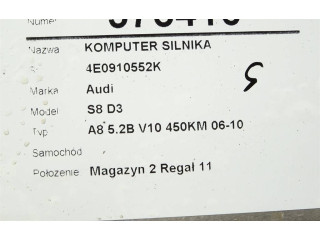 Numer
Nazwa KOMPUTER SILNIKA
4E0910552K
Marka Audi
Model S8 D3
Typ A8 5.2B V10 450KM 06-10
Samochód
Położenie Magazyn 2 Regał 11